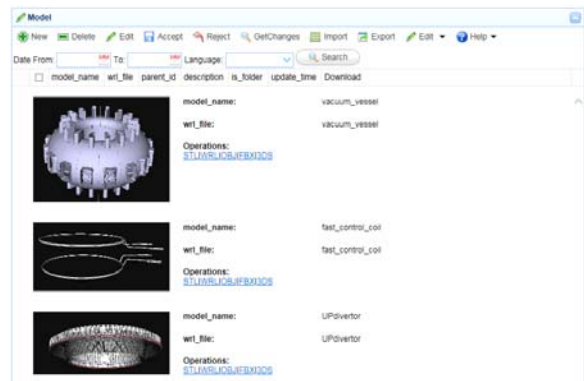 Model
New Delete Edit Accept Reject GetChanges Import Export Edit Help
Date From: To: Language: Search
model_name wrl_file parent_id description is_folder update_time Download
model_name: vacuum_vessel
wrl_file: vacuum_vessel
Operations:
STL|WRL|OBJ|FBX|3DS
model_name: fast_control_coil
wrl_file: fast_control_coil
Operations:
STL|WRL|OBJ|FBX|3DS
model_name: UPdivertor
wrl_file: UPdivertor
Operations:
STL|WRL|OBJ|FBX|3DS